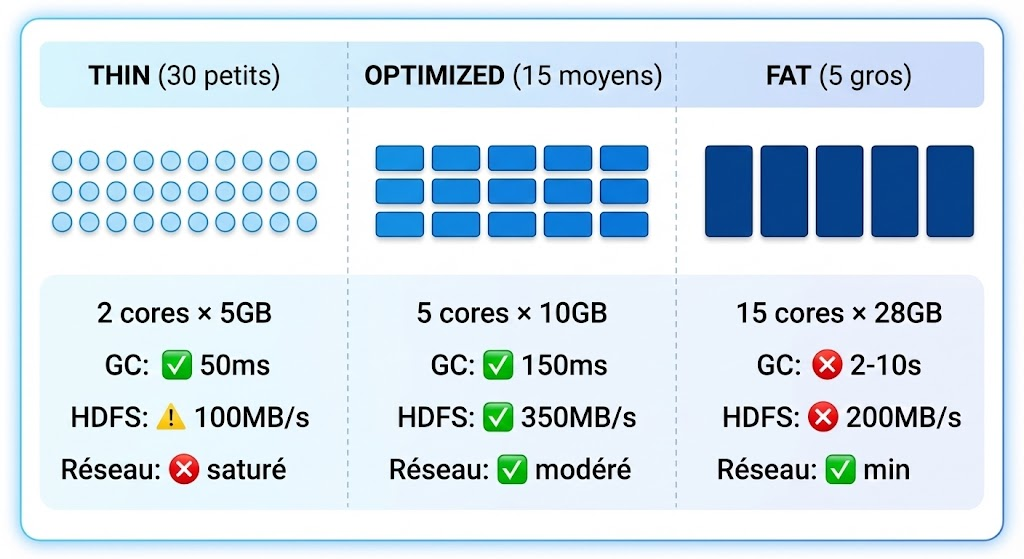 THIN (30 petits)
OPTIMIZED (15 moyens)
FAT (5 gros)
2 cores × 5GB
GC: ✅ 50ms
HDFS: ⚠️ 100MB/s
Réseau: ❌ saturé
5 cores × 10GB
GC: ✅ 150ms
HDFS: ✅ 350MB/s
Réseau: ✅ modéré
15 cores × 28GB
GC: ❌ 2-10s
HDFS: ❌ 200MB/s
Réseau: ✅ min